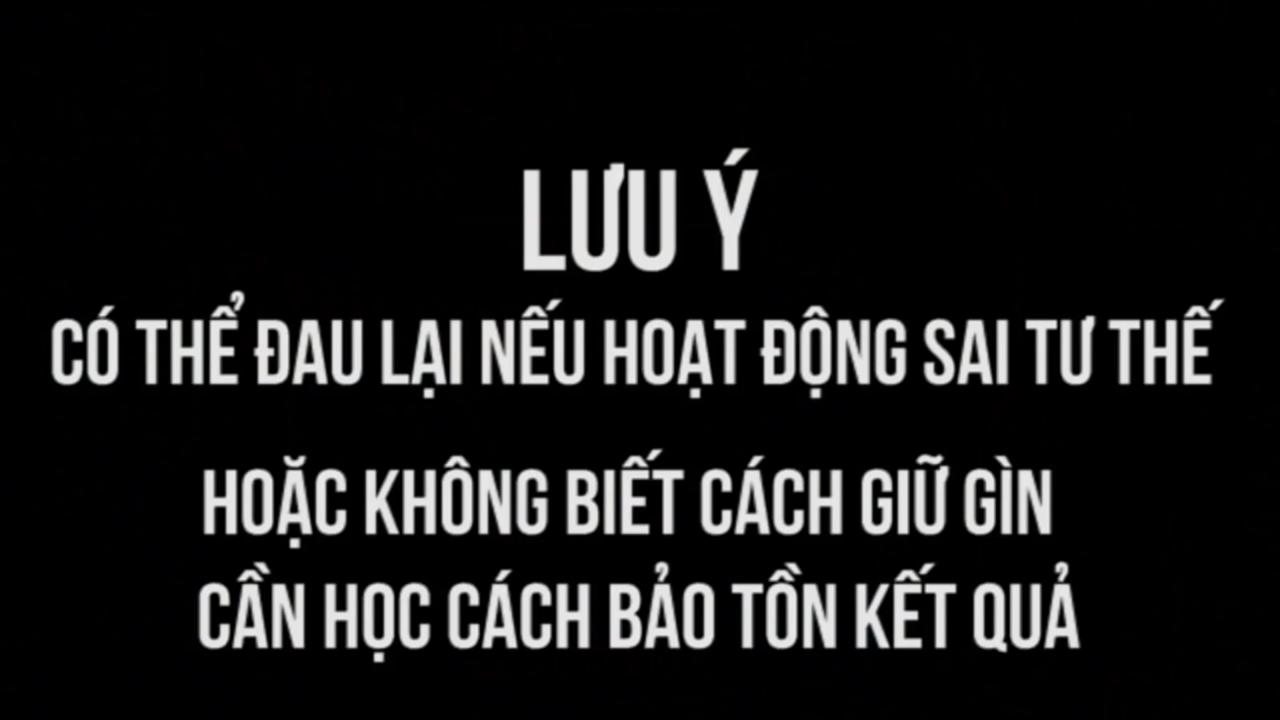 LƯU Ý
CÓ THỂ ĐAU LẠI NẾU HOẠT ĐỘNG SAI TƯ THẾ
HOẶC KHÔNG BIẾT CÁCH GIỮ GÌN
CẦN HỌC CÁCH BẢO TỒN KẾT QUẢ